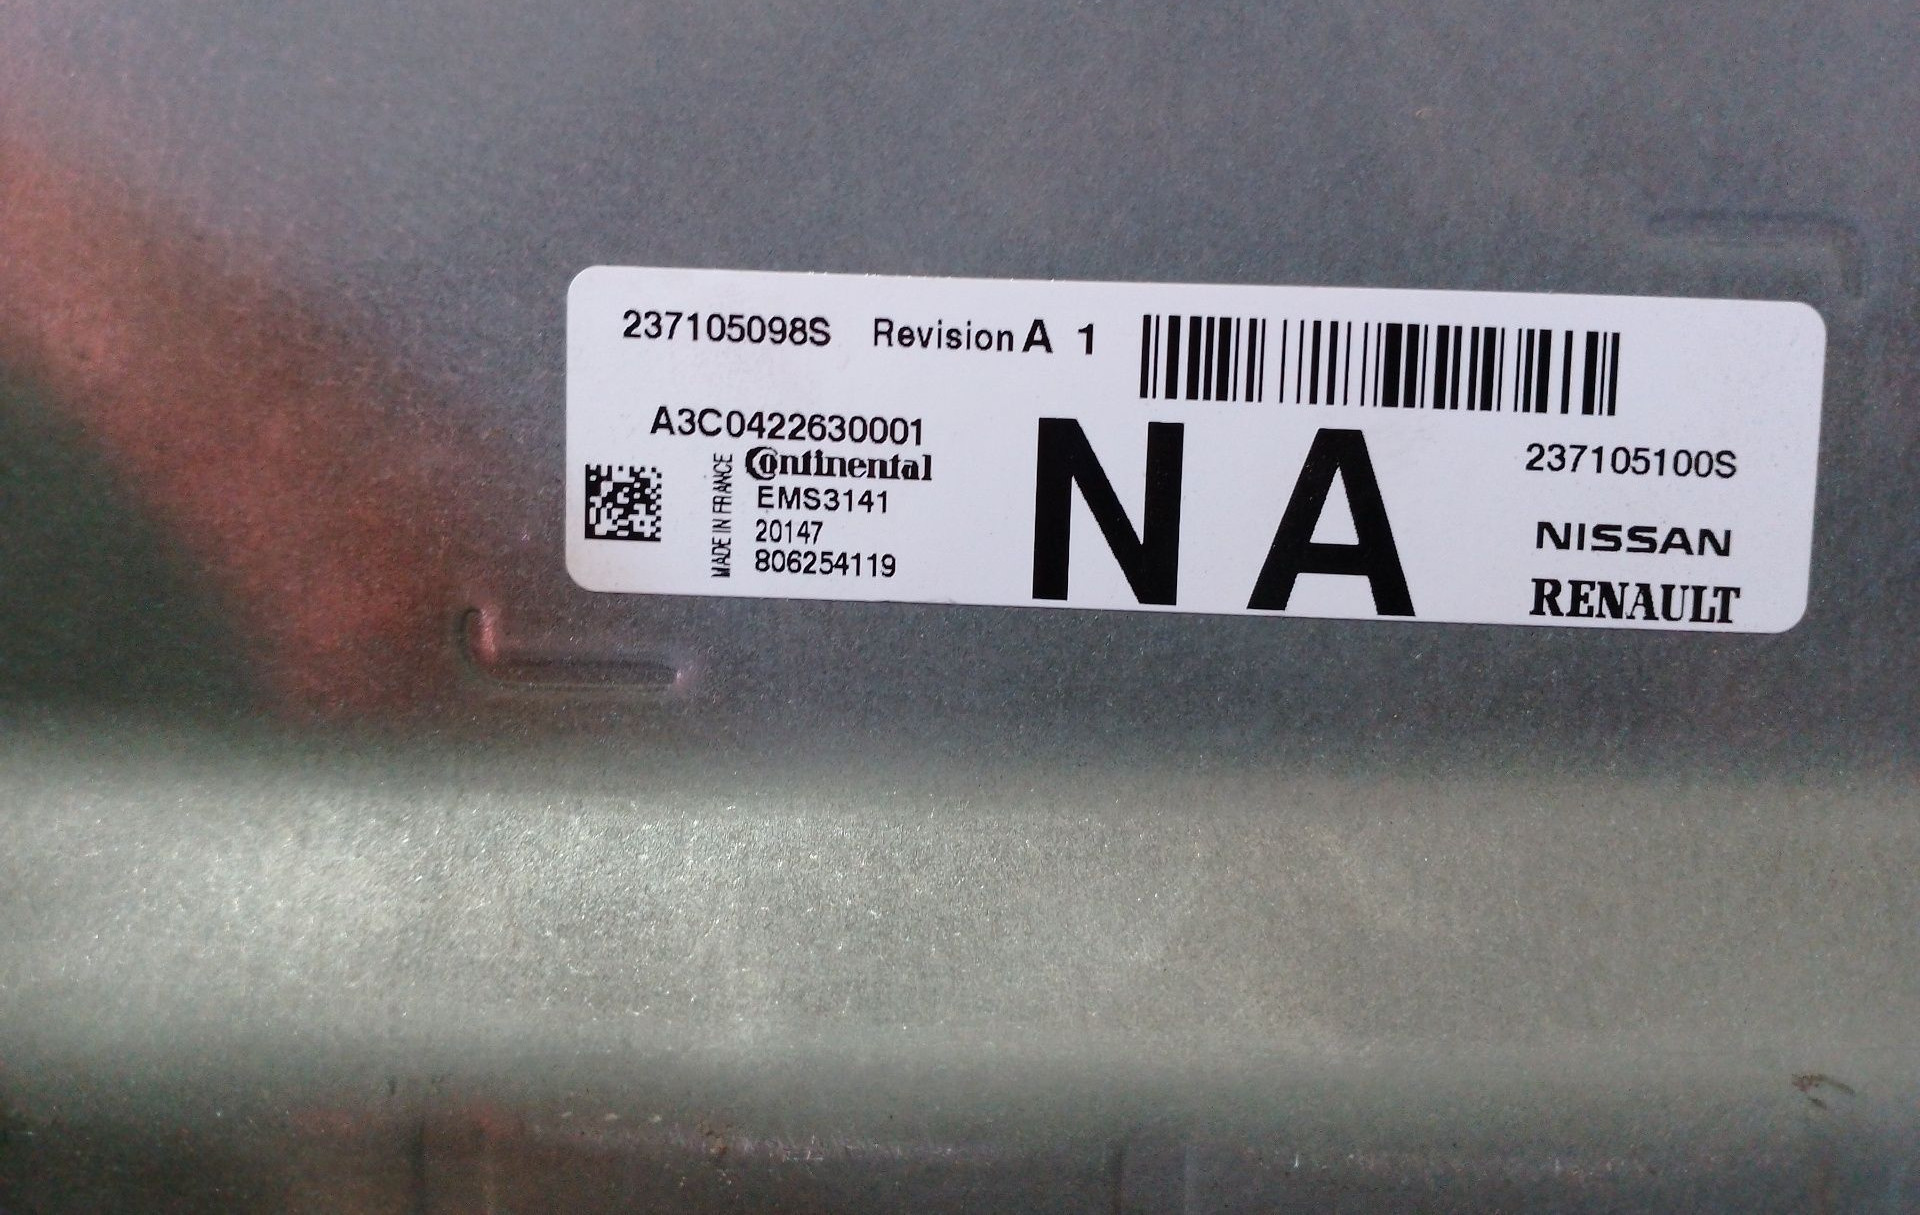 237105098S Revision A 1
A3C0422630001
Continental
MADE IN FRANCE
EMS3141
20147
806254119
NA
237105100S
NISSAN
RENAULT